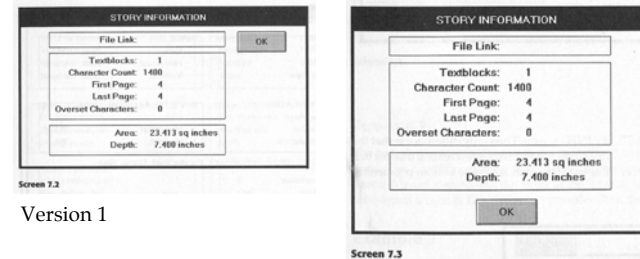 STORY INFORMATION
File Link:
OK
Textblocks: 1
Character Count: 1400
First Page: 4
Last Page: 4
Overset Characters: 0
Area: 23.413 sq inches
Depth: 7.400 inches
Screen 7.2
Version 1
STORY INFORMATION
File Link:
Textblocks: 1
Character Count: 1400
First Page: 4
Last Page: 4
Overset Characters: 0
Area: 23.413 sq inches
Depth: 7.400 inches
OK
Screen 7.3